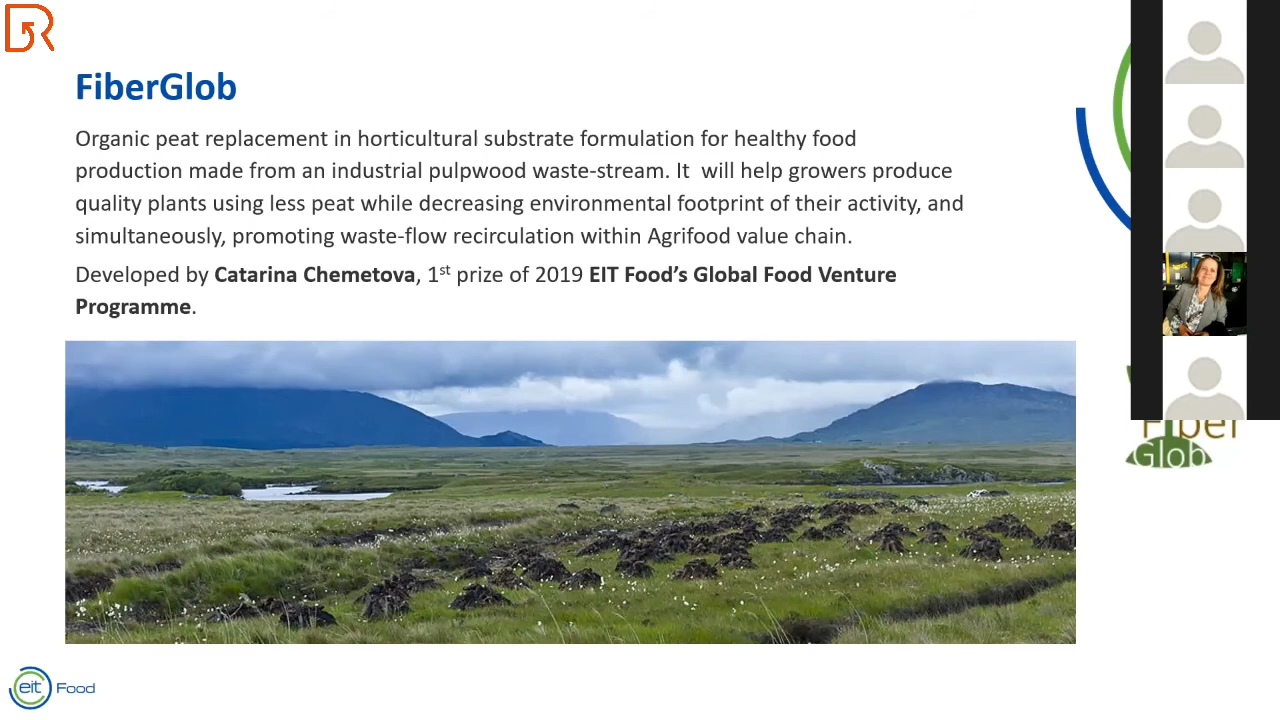 FiberGlob
Organic peat replacement in horticultural substrate formulation for healthy food
production made from an industrial pulpwood waste-stream. It  will help growers produce
quality plants using less peat while decreasing environmental footprint of their activity, and
simultaneously, promoting waste-flow recirculation within Agrifood value chain.
Developed by Catarina Chemetova, 1st prize of 2019 EIT Food’s Global Food Venture
Programme.
Fiber
Glob
eit Food